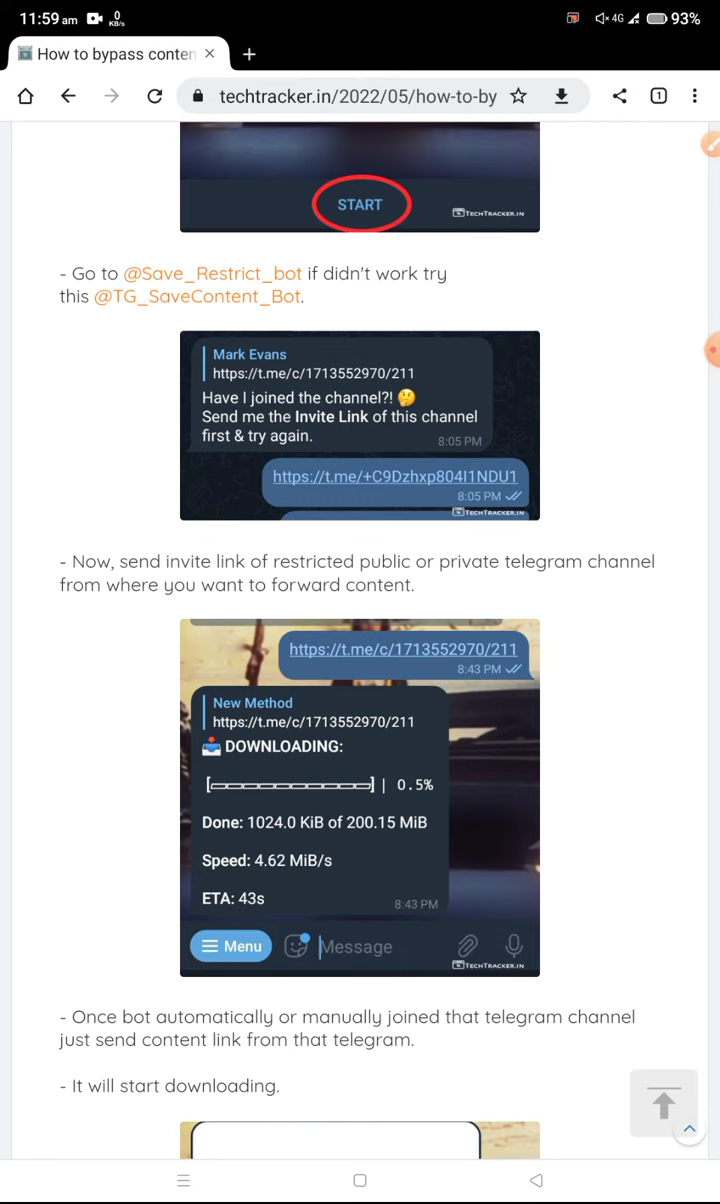 11:59 am 0 KB/s 4G 93%
How to bypass conten
techtracker.in/2022/05/how-to-by 1
START
TECHTRACKER.IN
- Go to @Save_Restrict_bot if didn't work try
this @TG_SaveContent_Bot.
Mark Evans
https://t.me/c/1713552970/211
Have I joined the channel?! 🤔
Send me the Invite Link of this channel
first & try again.
8:05 PM
https://t.me/+C9Dzhxp804I1NDU1
8:05 PM
TECHTRACKER.IN
- Now, send invite link of restricted public or private telegram channel
from where you want to forward content.
https://t.me/c/1713552970/211
8:43 PM
New Method
https://t.me/c/1713552970/211
📥 DOWNLOADING:
[▭▭▭▭▭▭▭▭▭▭] | 0.5%
Done: 1024.0 KiB of 200.15 MiB
Speed: 4.62 MiB/s
ETA: 43s
8:43 PM
Menu Message
TECHTRACKER.IN
- Once bot automatically or manually joined that telegram channel
just send content link from that telegram.
- It will start downloading.